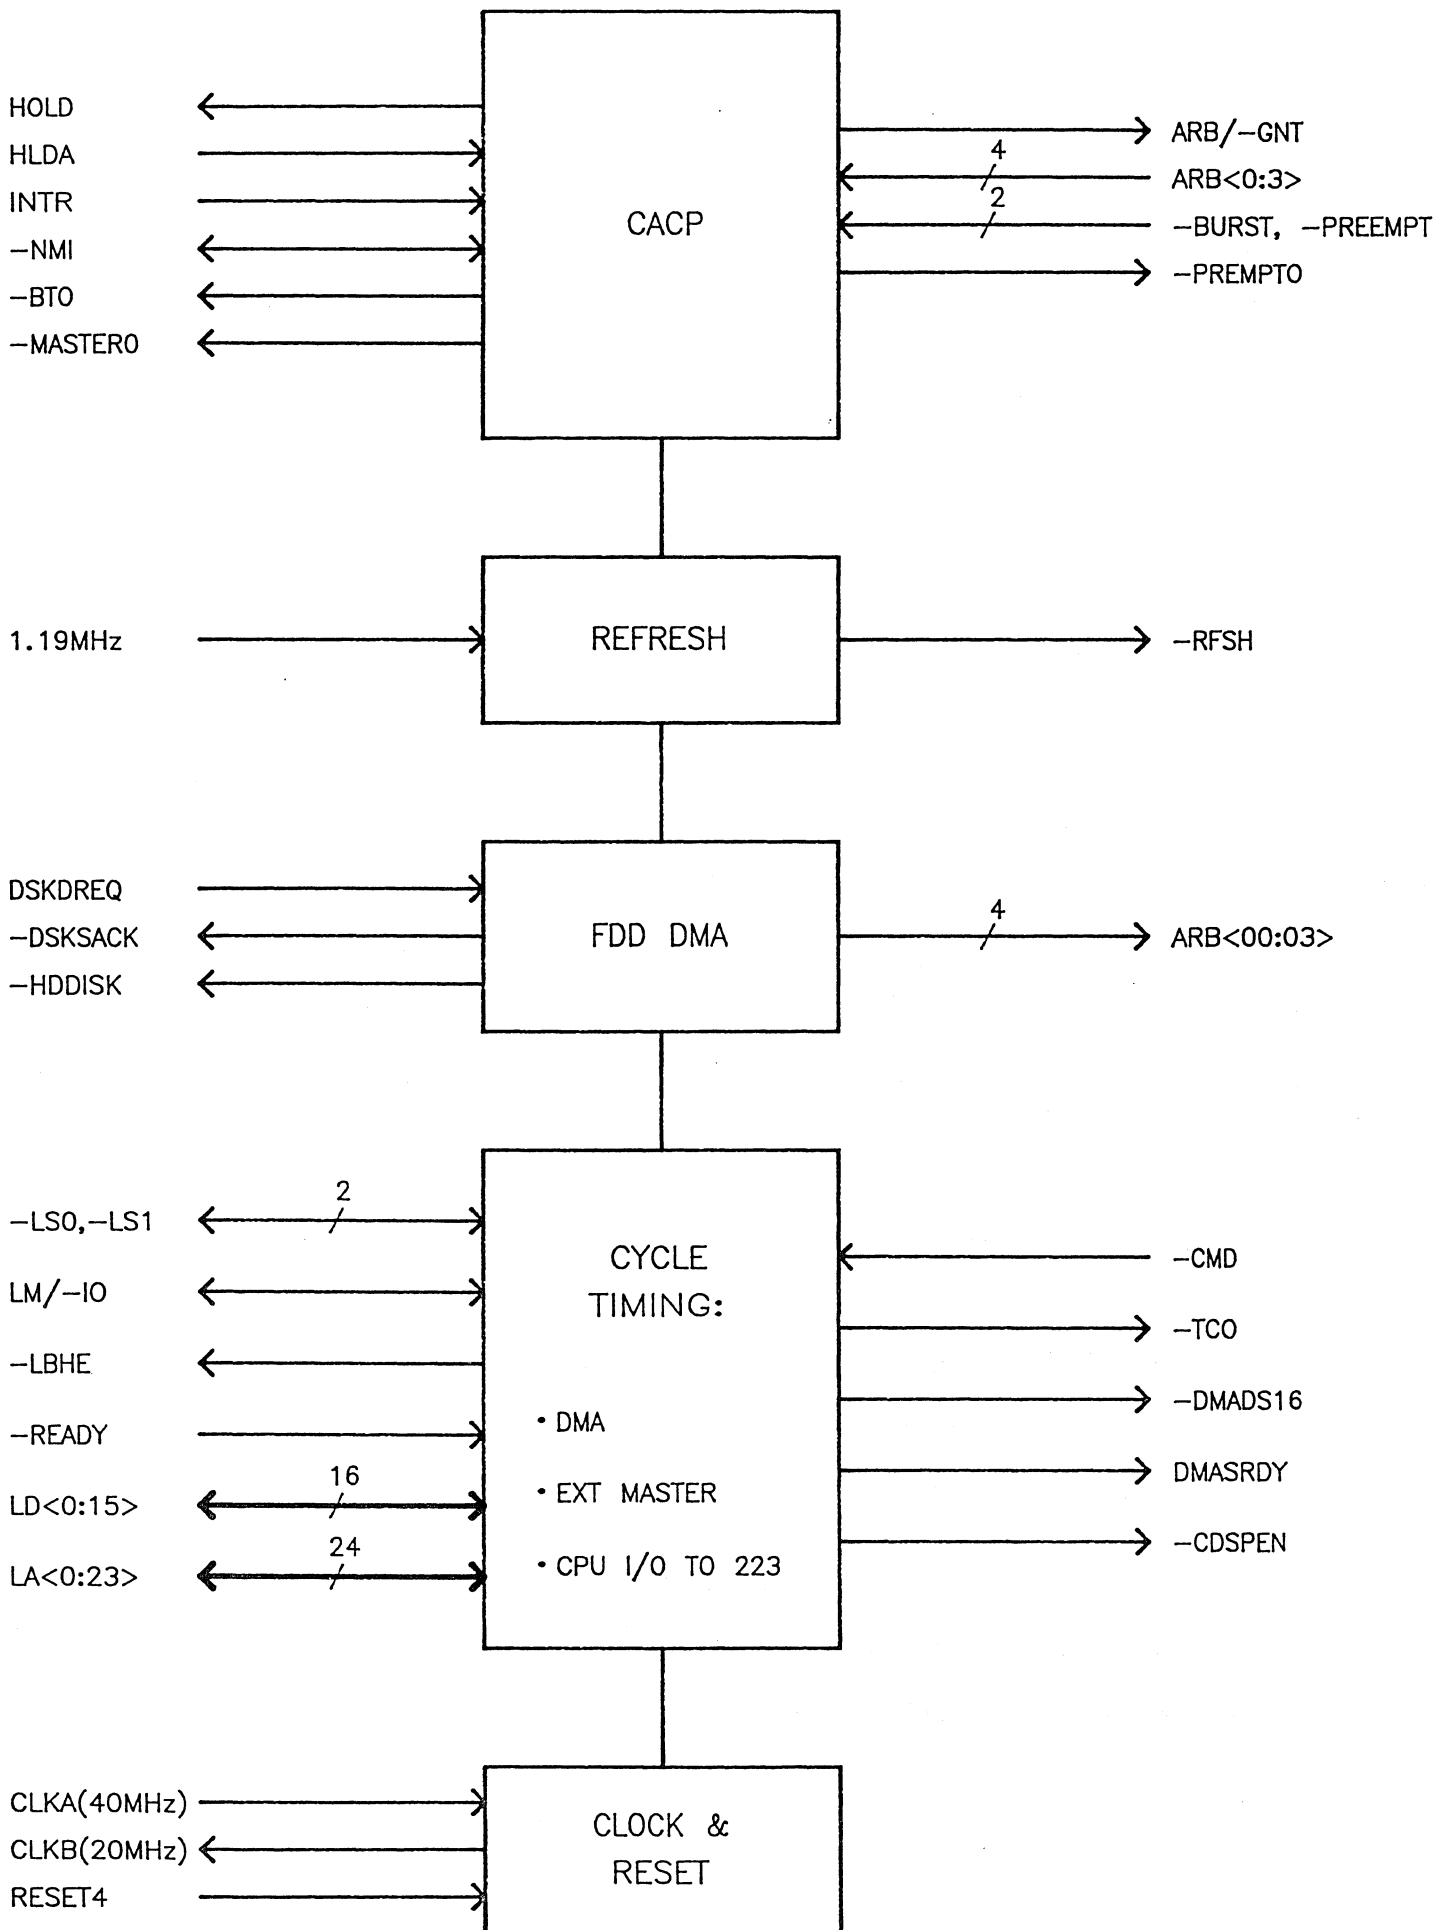 HOLD
HLDA
INTR
-NMI
-BTO
-MASTERO
CACP
ARB/-GNT
4
ARB<0:3>
2
-BURST, -PREEMPT
-PREMPTO
1.19MHz
REFRESH
-RFSH
DSKDREQ
-DSKSACK
-HDDISK
FDD DMA
4
ARB<00:03>
2
-LS0,-LS1
LM/-IO
-LBHE
-READY
16
LD<0:15>
24
LA<0:23>
CYCLE
TIMING:
• DMA
• EXT MASTER
• CPU I/O TO 223
-CMD
-TCO
-DMADS16
DMASRDY
-CDSPEN
CLKA(40MHz)
CLKB(20MHz)
RESET4
CLOCK &
RESET